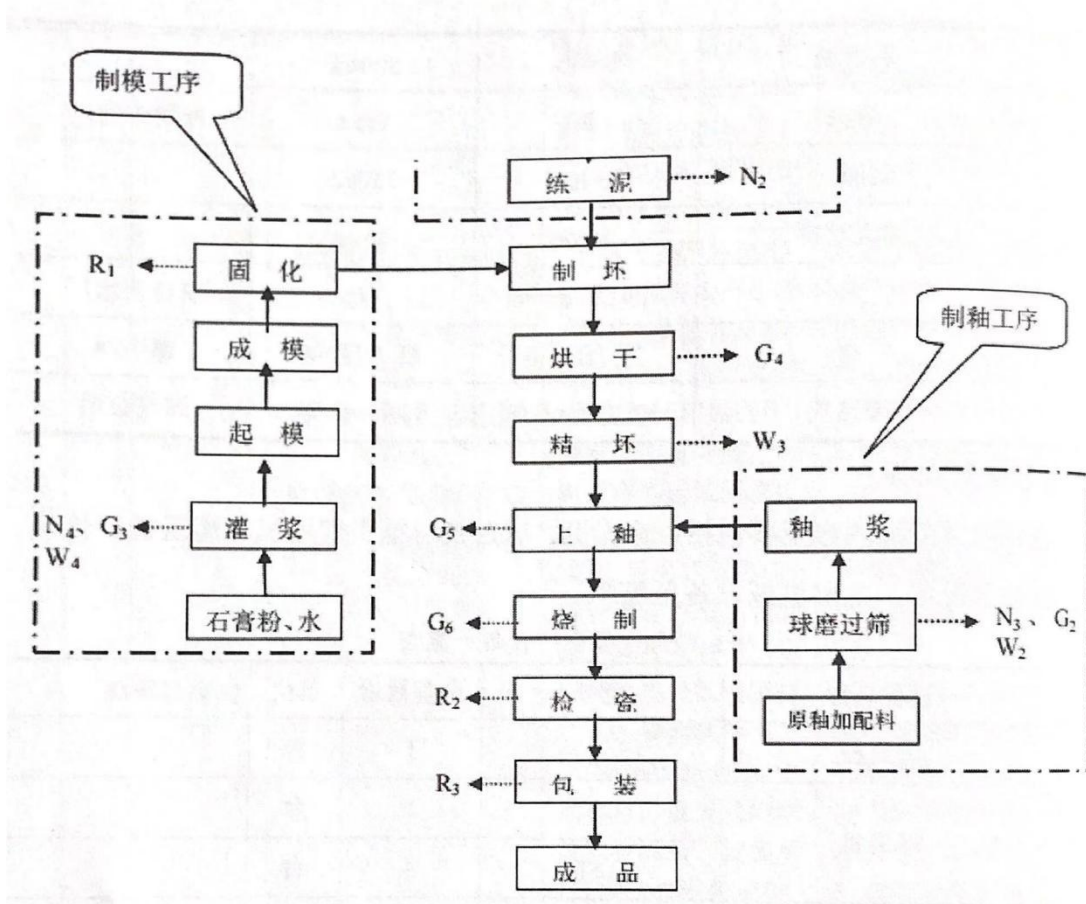 制模工序
练 泥
N₂
R₁
固 化
制 坯
制釉工序
成 模
烘 干
G₄
起 模
精 坯
W₃
N₄、G₃
W₄
灌 浆
G₅
上 釉
釉 浆
石膏粉、水
G₆
烧 制
球磨过筛
N₃、G₂
W₂
R₂
检 瓷
原釉加配料
R₃
包 装
成 品